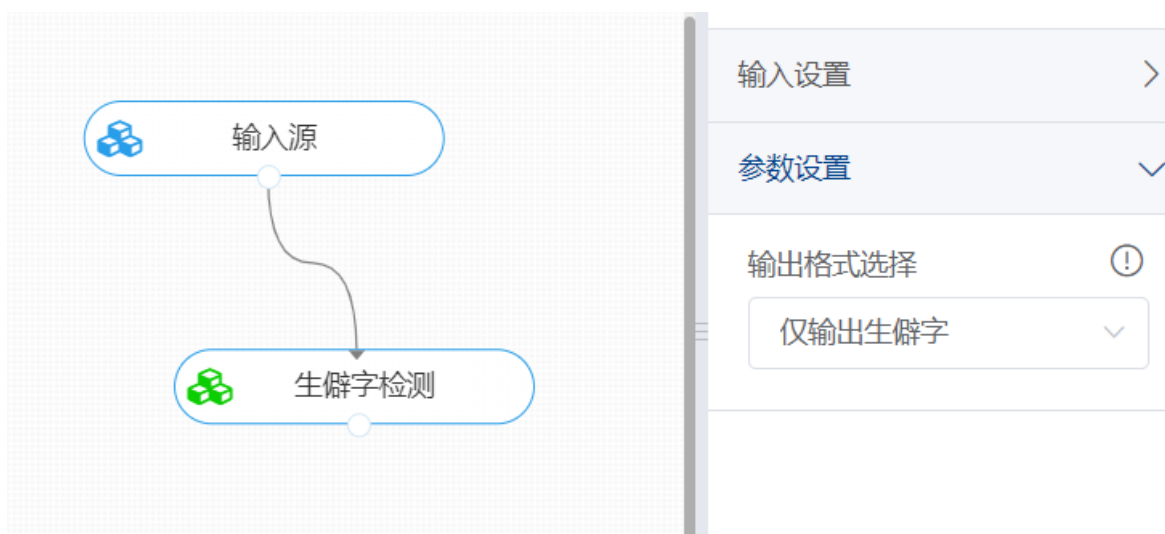 输入源
生僻字检测
输入设置
参数设置
输出格式选择
仅输出生僻字